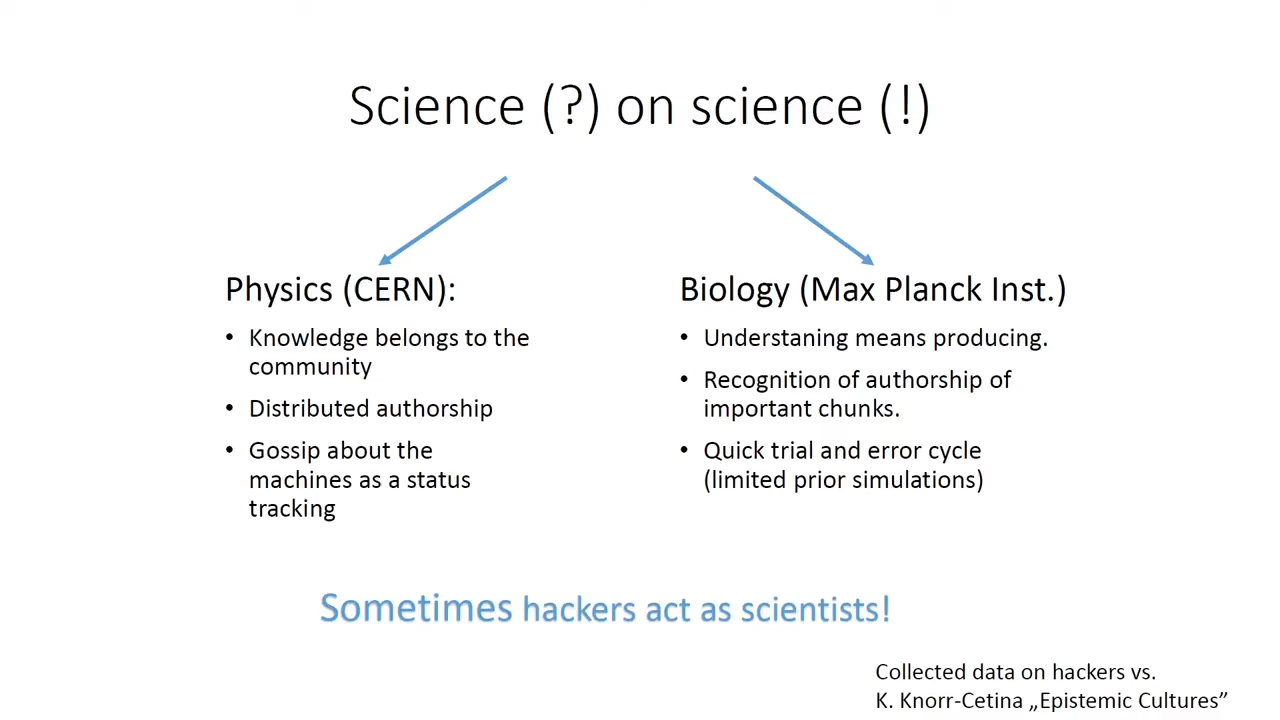 Science (?) on science (!)
Physics (CERN):
• Knowledge belongs to the
community
• Distributed authorship
• Gossip about the
machines as a status
tracking
Biology (Max Planck Inst.)
• Understaning means producing.
• Recognition of authorship of
important chunks.
• Quick trial and error cycle
(limited prior simulations)
Sometimes hackers act as scientists!
Collected data on hackers vs.
K. Knorr-Cetina „Epistemic Cultures”